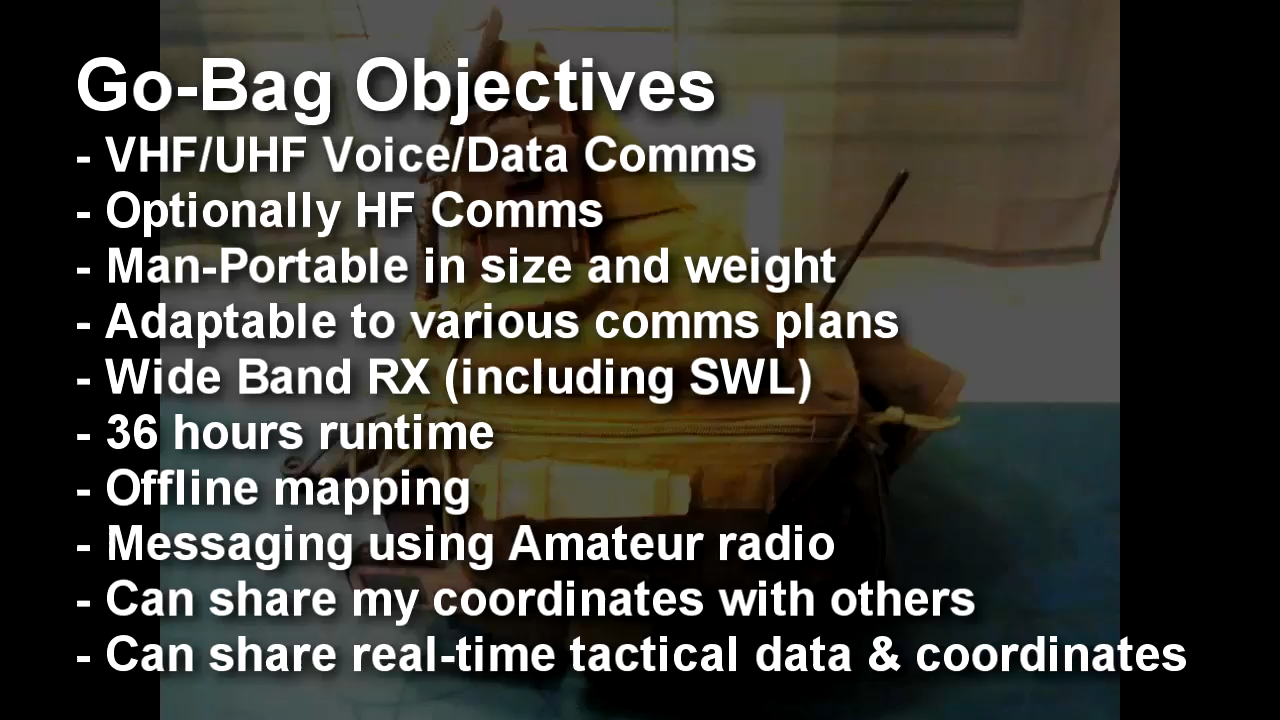 Go-Bag Objectives
- VHF/UHF Voice/Data Comms
- Optionally HF Comms
- Man-Portable in size and weight
- Adaptable to various comms plans
- Wide Band RX (including SWL)
- 36 hours runtime
- Offline mapping
- Messaging using Amateur radio
- Can share my coordinates with others
- Can share real-time tactical data & coordinates